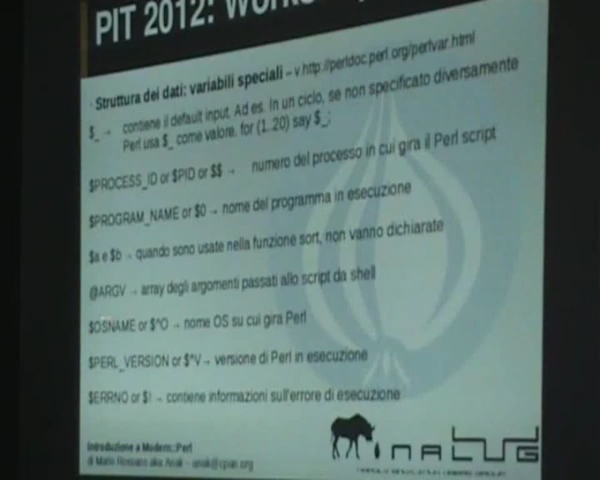 PIT 2012:
· Struttura dei dati: variabili speciali – v.http://perldoc.perl.org/perlvar.html
$_ → contiene il default input. Ad es. In un ciclo, se non specificato diversamente
Perl usa $_ come valore. for (1..20) say $_;
$PROCESS_ID or $PID or $$ → numero del processo in cui gira il Perl script
$PROGRAM_NAME or $0 → nome del programma in esecuzione
$a e $b → quando sono usate nella funzione sort, non vanno dichiarate
@ARGV → array degli argomenti passati allo script da shell
$OSNAME or $^O → nome OS su cui gira Perl
$PERL_VERSION or $^V → versione di Perl in esecuzione
$ERRNO or $! → contiene informazioni sull'errore di esecuzione
Introduzione a Modern::Perl
di Mario Rossano aka Anak –